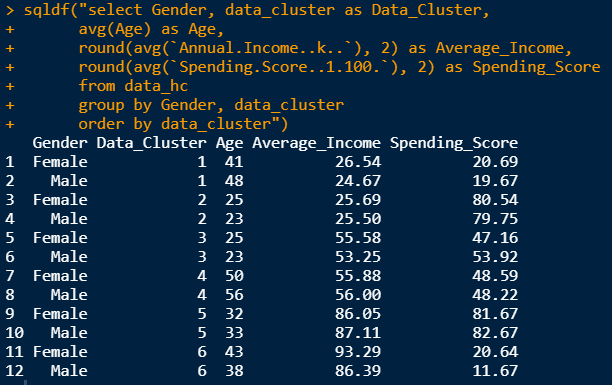 > sqldf("select Gender, data_cluster as Data_Cluster,
+       avg(Age) as Age,
+       round(avg(`Annual.Income..k..`), 2) as Average_Income,
+       round(avg(`Spending.Score..1.100.`), 2) as Spending_Score
+       from data_hc
+       group by Gender, data_cluster
+       order by data_cluster")
   Gender Data_Cluster Age Average_Income Spending_Score
1  Female            1  41          26.54          20.69
2    Male            1  48          24.67          19.67
3  Female            2  25          25.69          80.54
4    Male            2  23          25.50          79.75
5  Female            3  25          55.58          47.16
6    Male            3  23          53.25          53.92
7  Female            4  50          55.88          48.59
8    Male            4  56          56.00          48.22
9  Female            5  32          86.05          81.67
10   Male            5  33          87.11          82.67
11 Female            6  43          93.29          20.64
12   Male            6  38          86.39          11.67